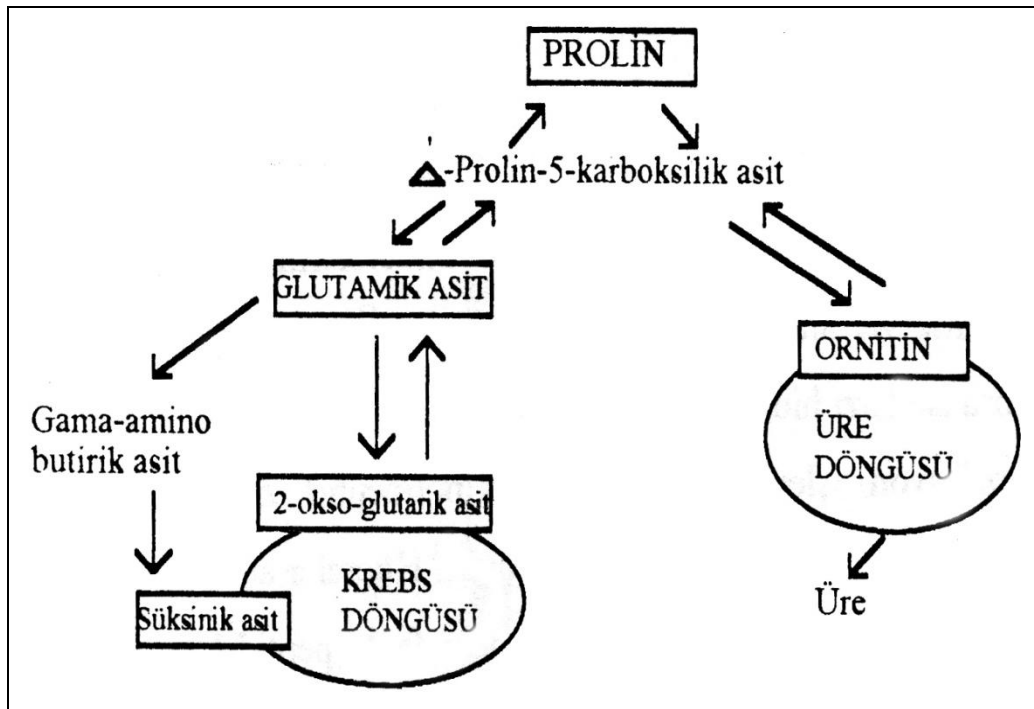 PROLİN
Δ-Prolin-5-karboksilik asit
GLUTAMİK ASİT
ORNİTİN
Gama-amino
butirik asit
ÜRE
DÖNGÜSÜ
2-okso-glutarik asit
KREBS
DÖNGÜSÜ
Süksinik asit
Üre